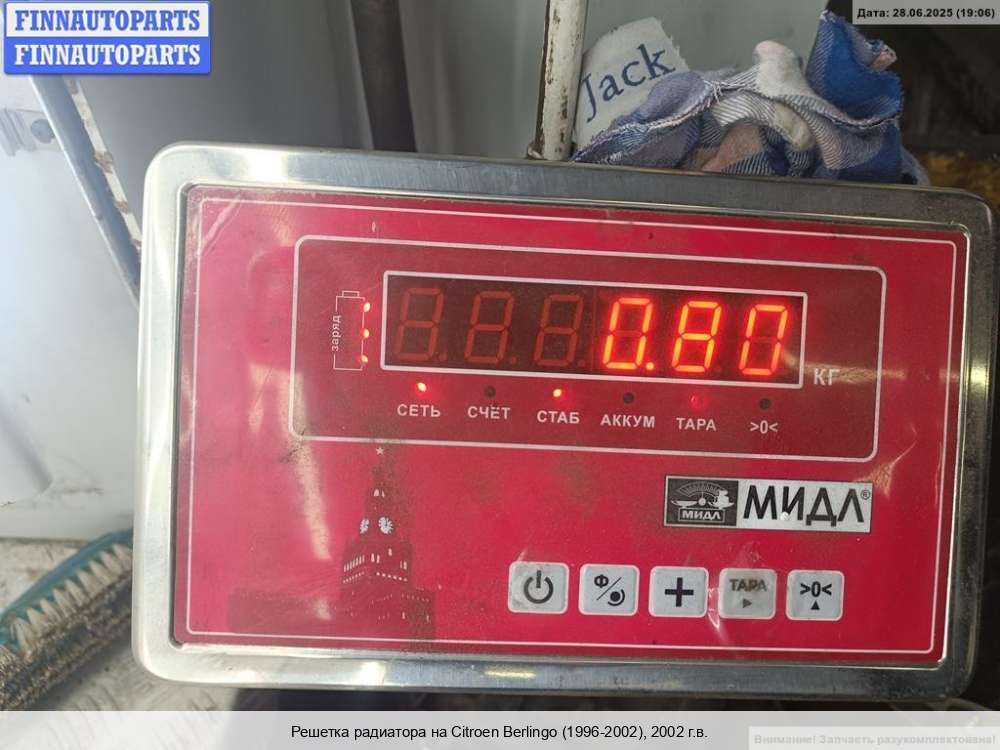 FINNAUTOPARTS
FINNAUTOPARTS
Дата: 28.06.2025 (19:06)
Jack
заряд
0.80
КГ
СЕТЬ СЧЁТ СТАБ АККУМ ТАРА >0<
МИДЛ МИДЛ®
Ф ТАРА >0<
Решетка радиатора на Citroen Berlingo (1996-2002), 2002 г.в.
Внимание! Запчасть разукомплектована!